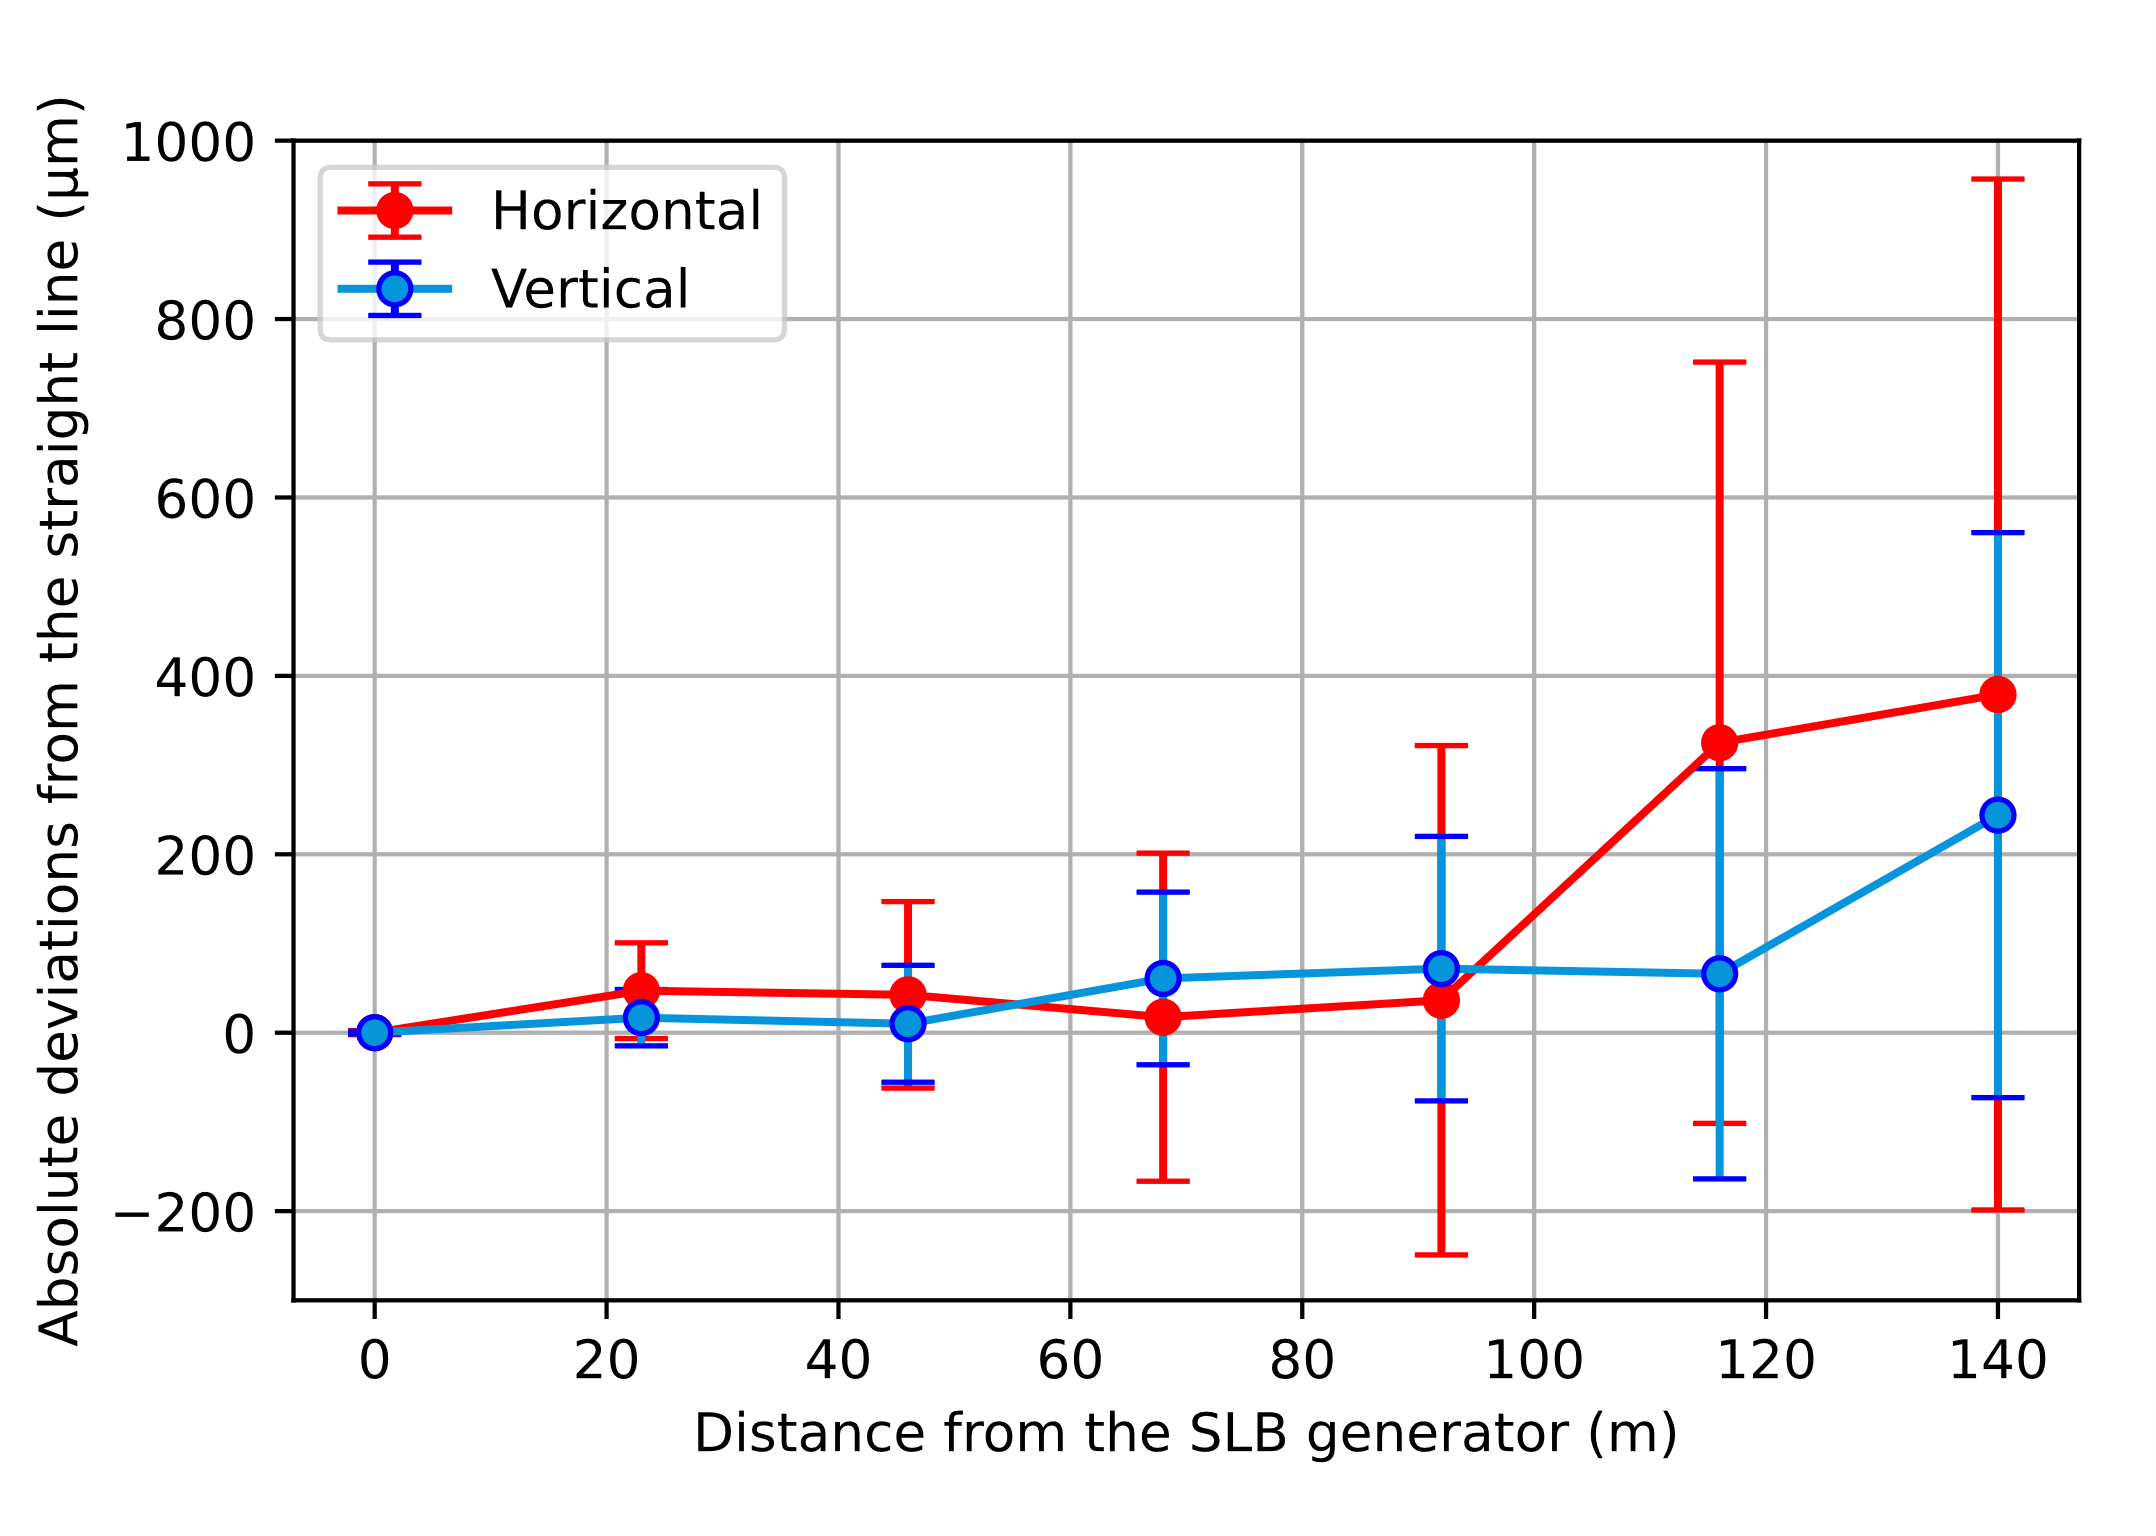 Absolute deviations from the straight line (µm)
1000
800
600
400
200
0
−200
Horizontal
Vertical
0 20 40 60 80 100 120 140
Distance from the SLB generator (m)